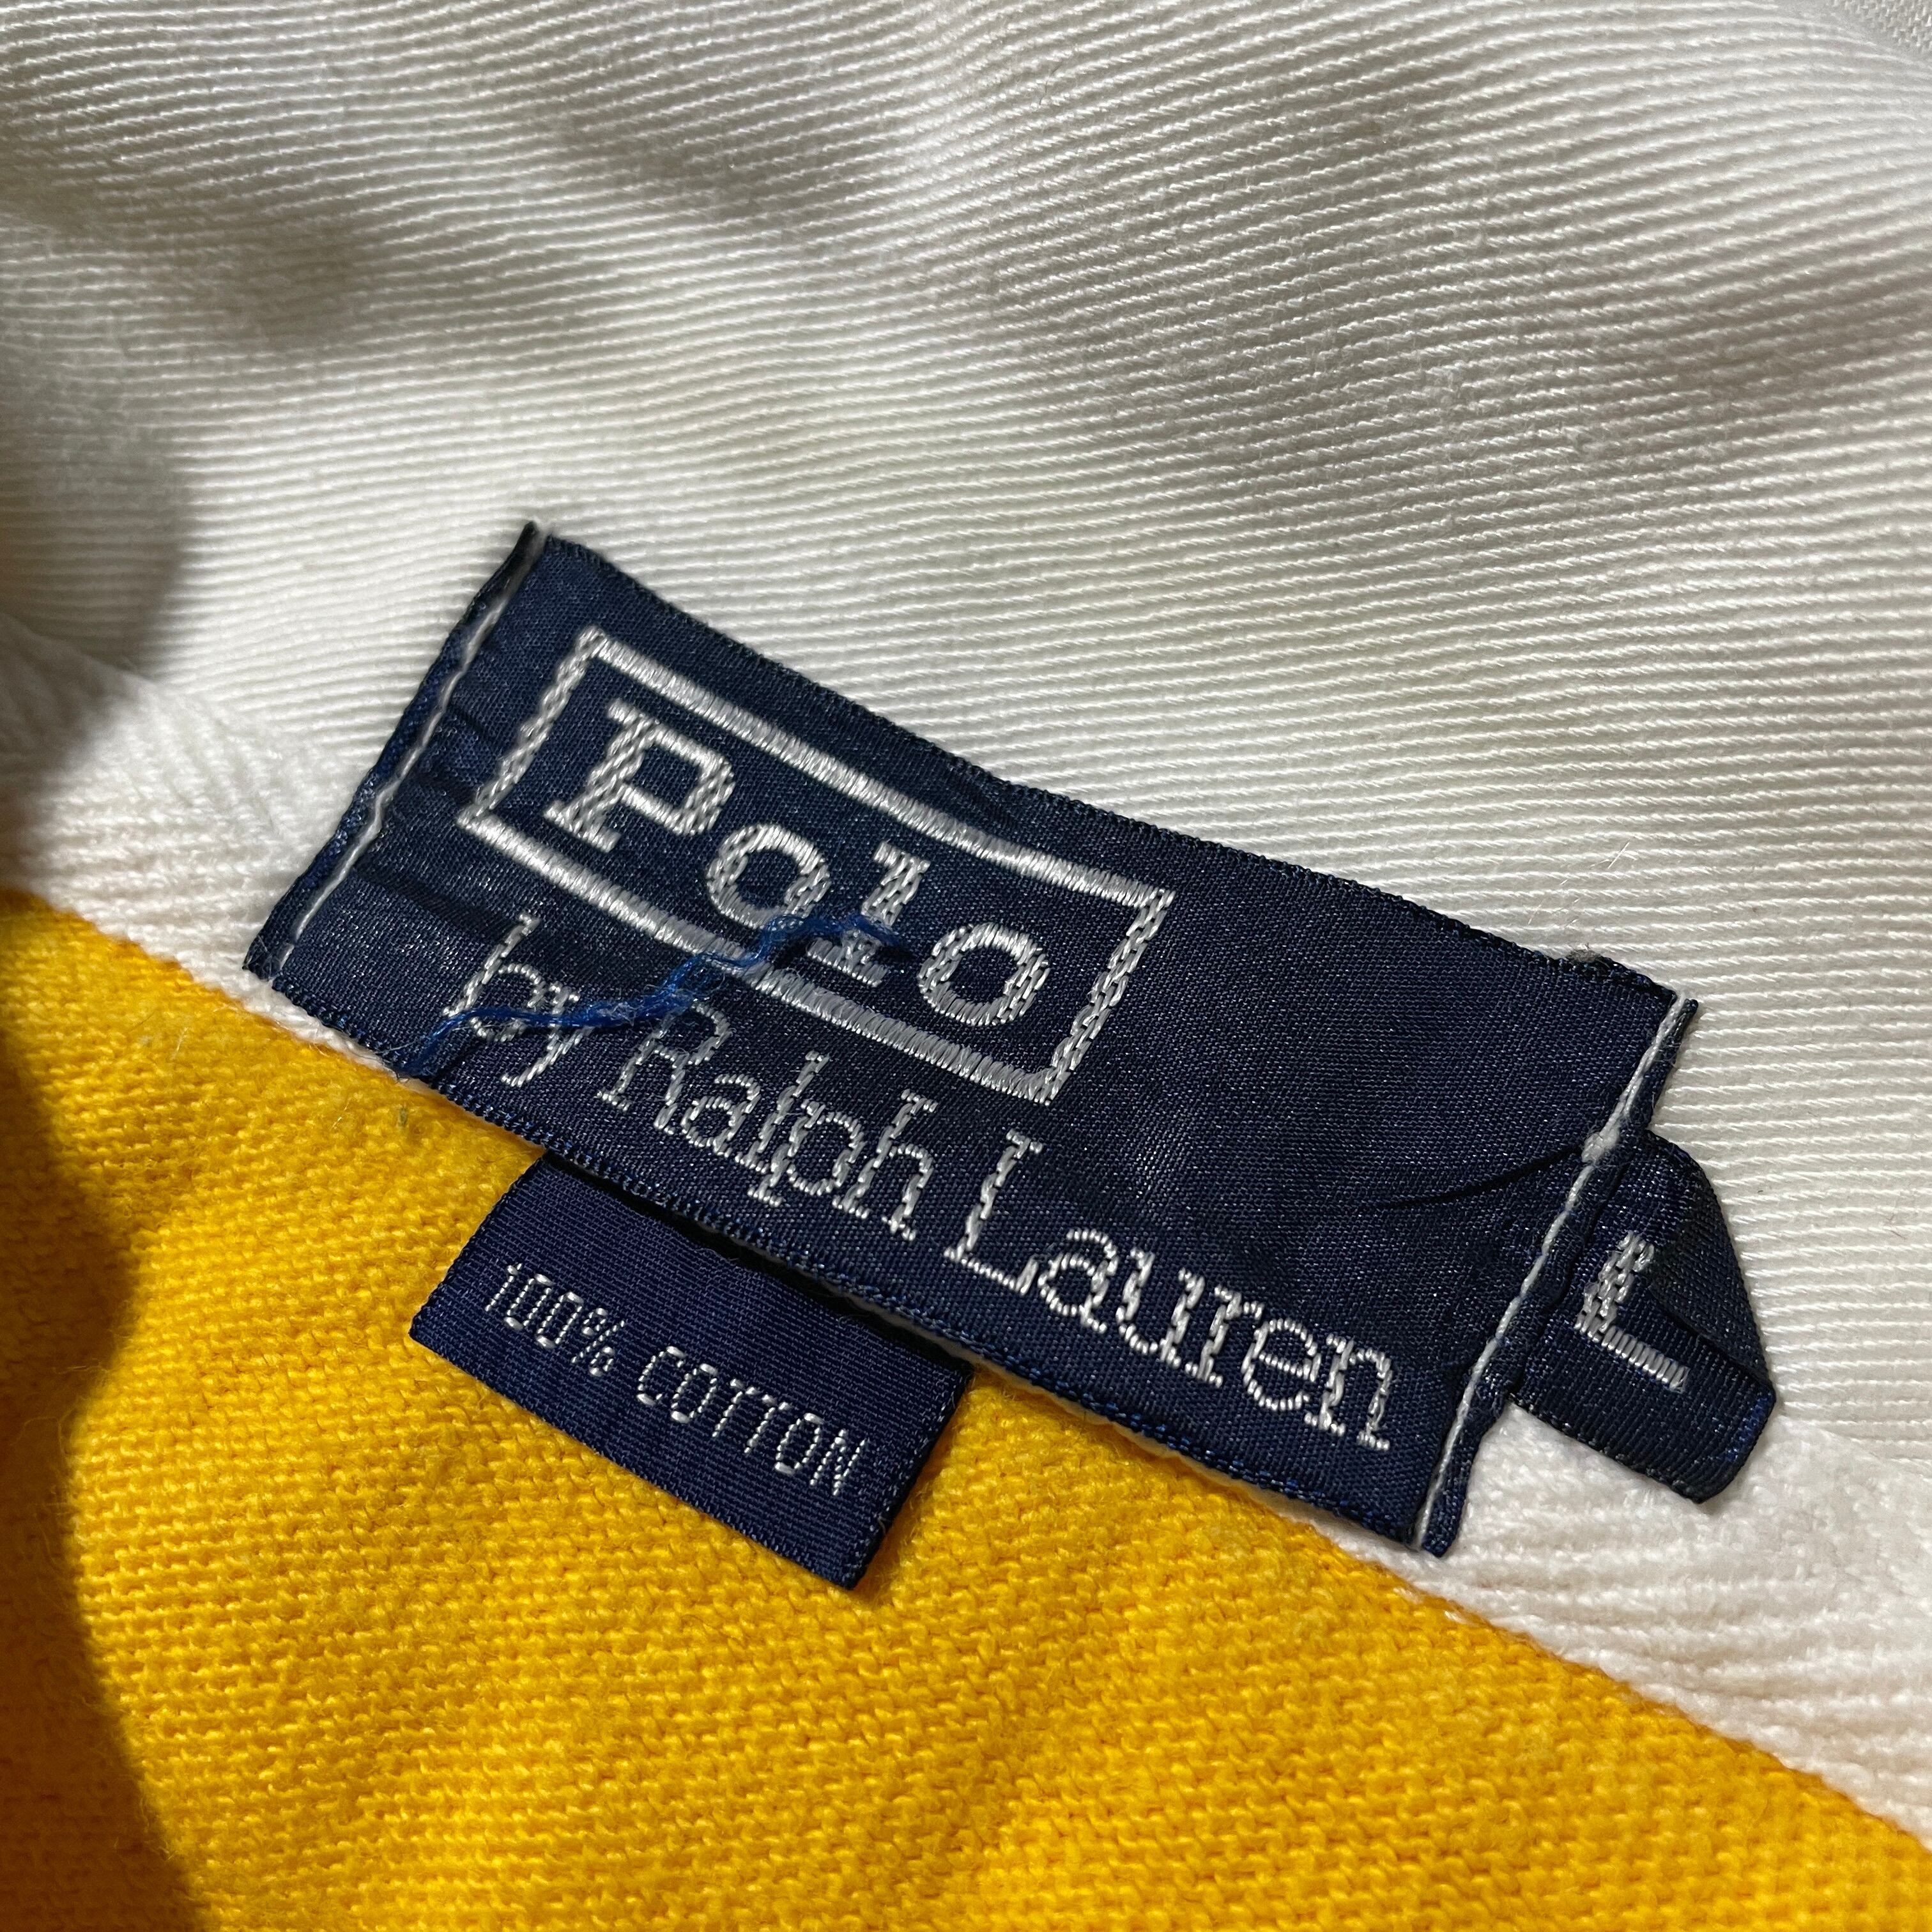 Polo
by Ralph Lauren
L
100% COTTON